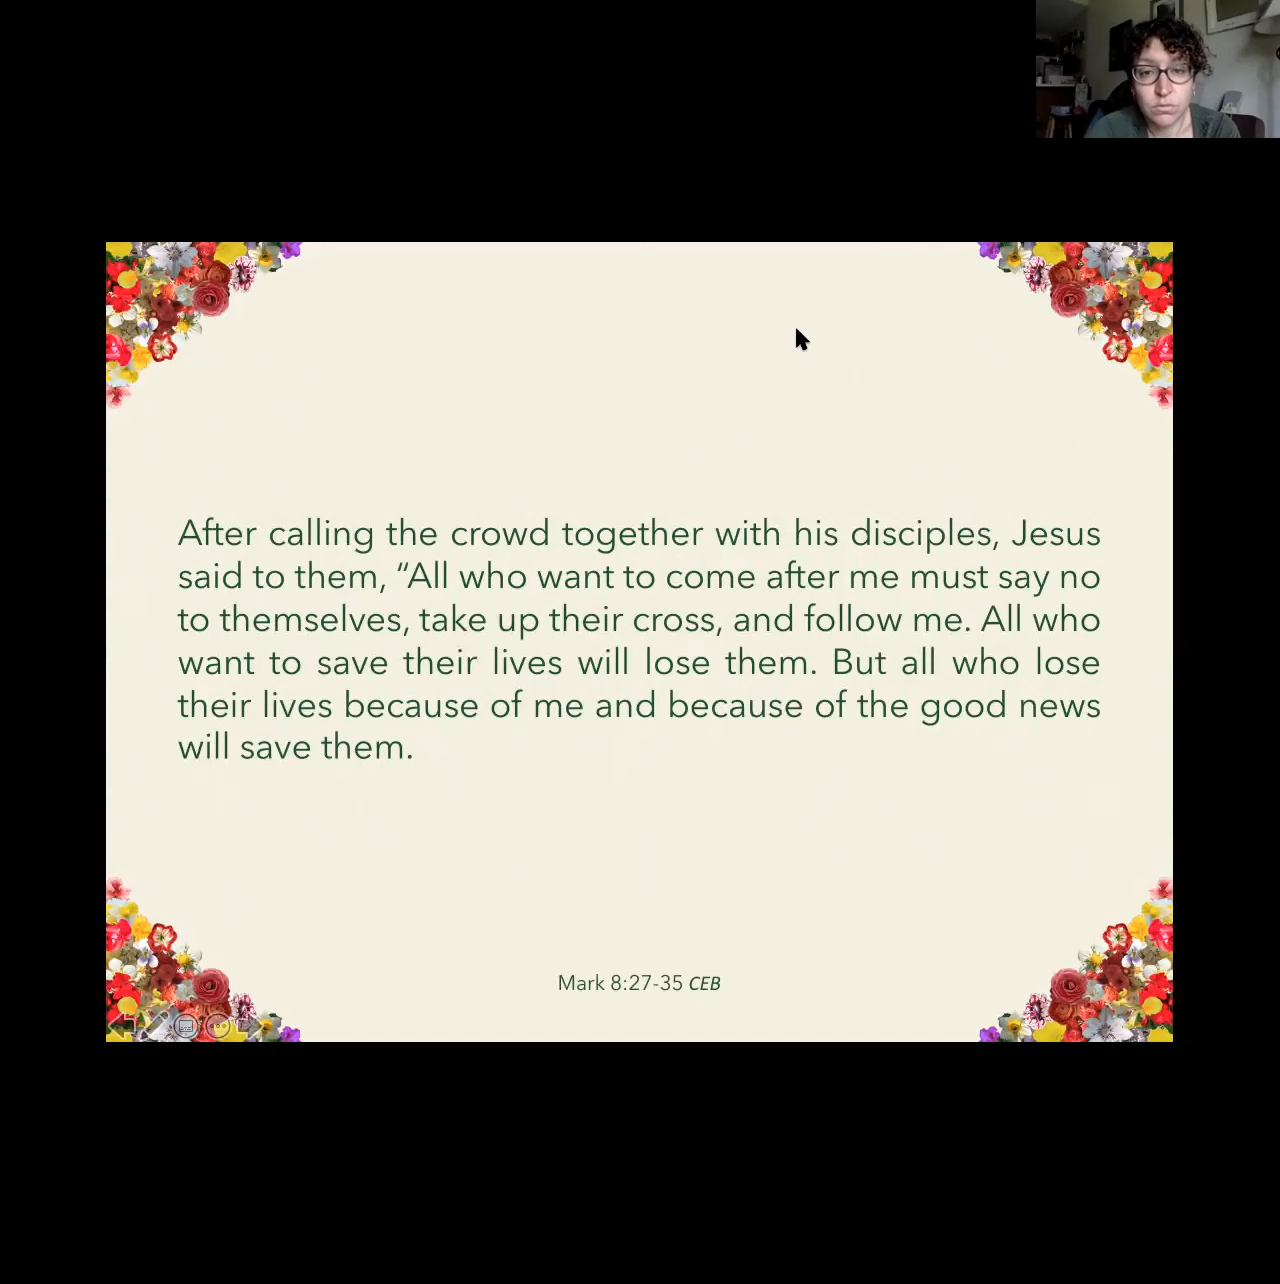 After calling the crowd together with his disciples, Jesus
said to them, “All who want to come after me must say no
to themselves, take up their cross, and follow me. All who
want to save their lives will lose them. But all who lose
their lives because of me and because of the good news
will save them.
Mark 8:27-35 CEB